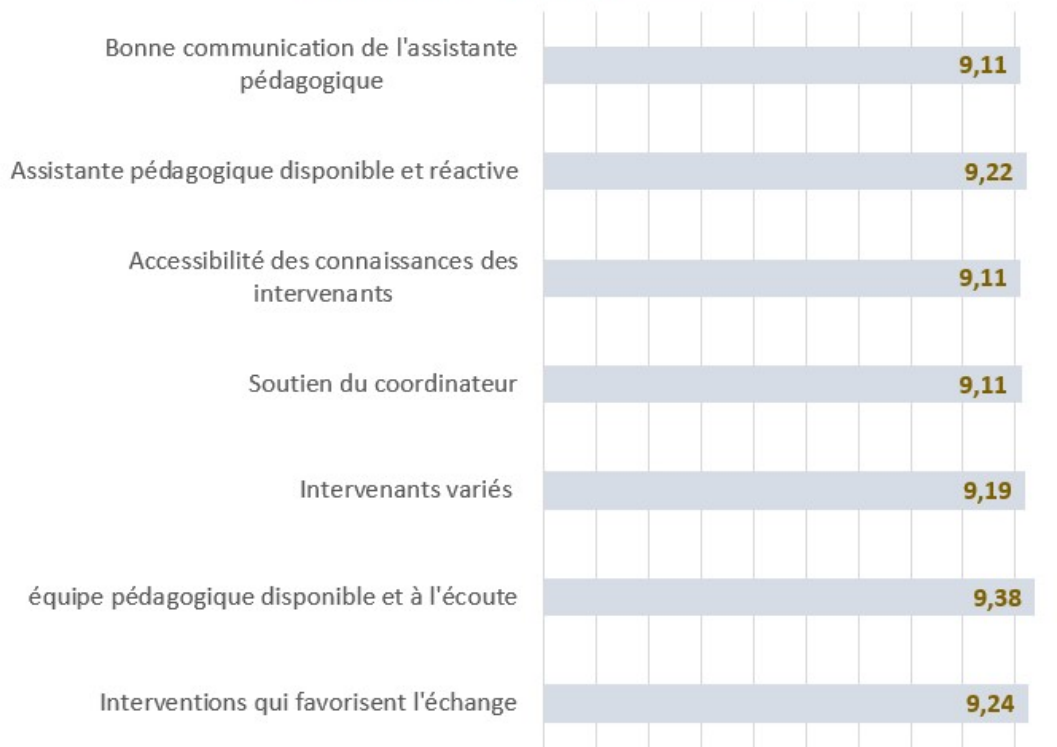 Bonne communication de l'assistante
pédagogique
9,11
Assistante pédagogique disponible et réactive
9,22
Accessibilité des connaissances des
intervenants
9,11
Soutien du coordinateur
9,11
Intervenants variés
9,19
équipe pédagogique disponible et à l'écoute
9,38
Interventions qui favorisent l'échange
9,24